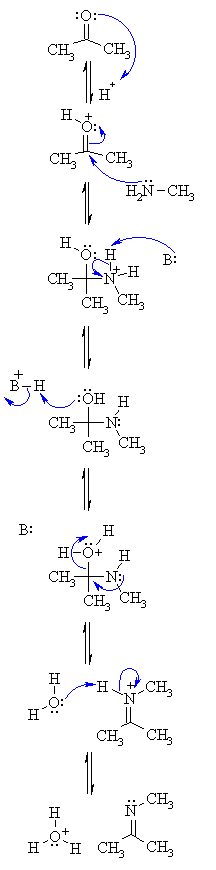 :O:
CH₃ CH₃
H⁺
H O: +
CH₃ CH₃
H₂N–CH₃
H :O: H
CH₃ N⁺ H B:
CH₃ CH₃
B⁺–H :OH H
CH₃ N:
CH₃ CH₃
B: H
H–O⁺ H
CH₃ N:
CH₃ CH₃
H H + CH₃
O: N
H CH₃ CH₃
H CH₃
O⁺ N
H H CH₃ CH₃